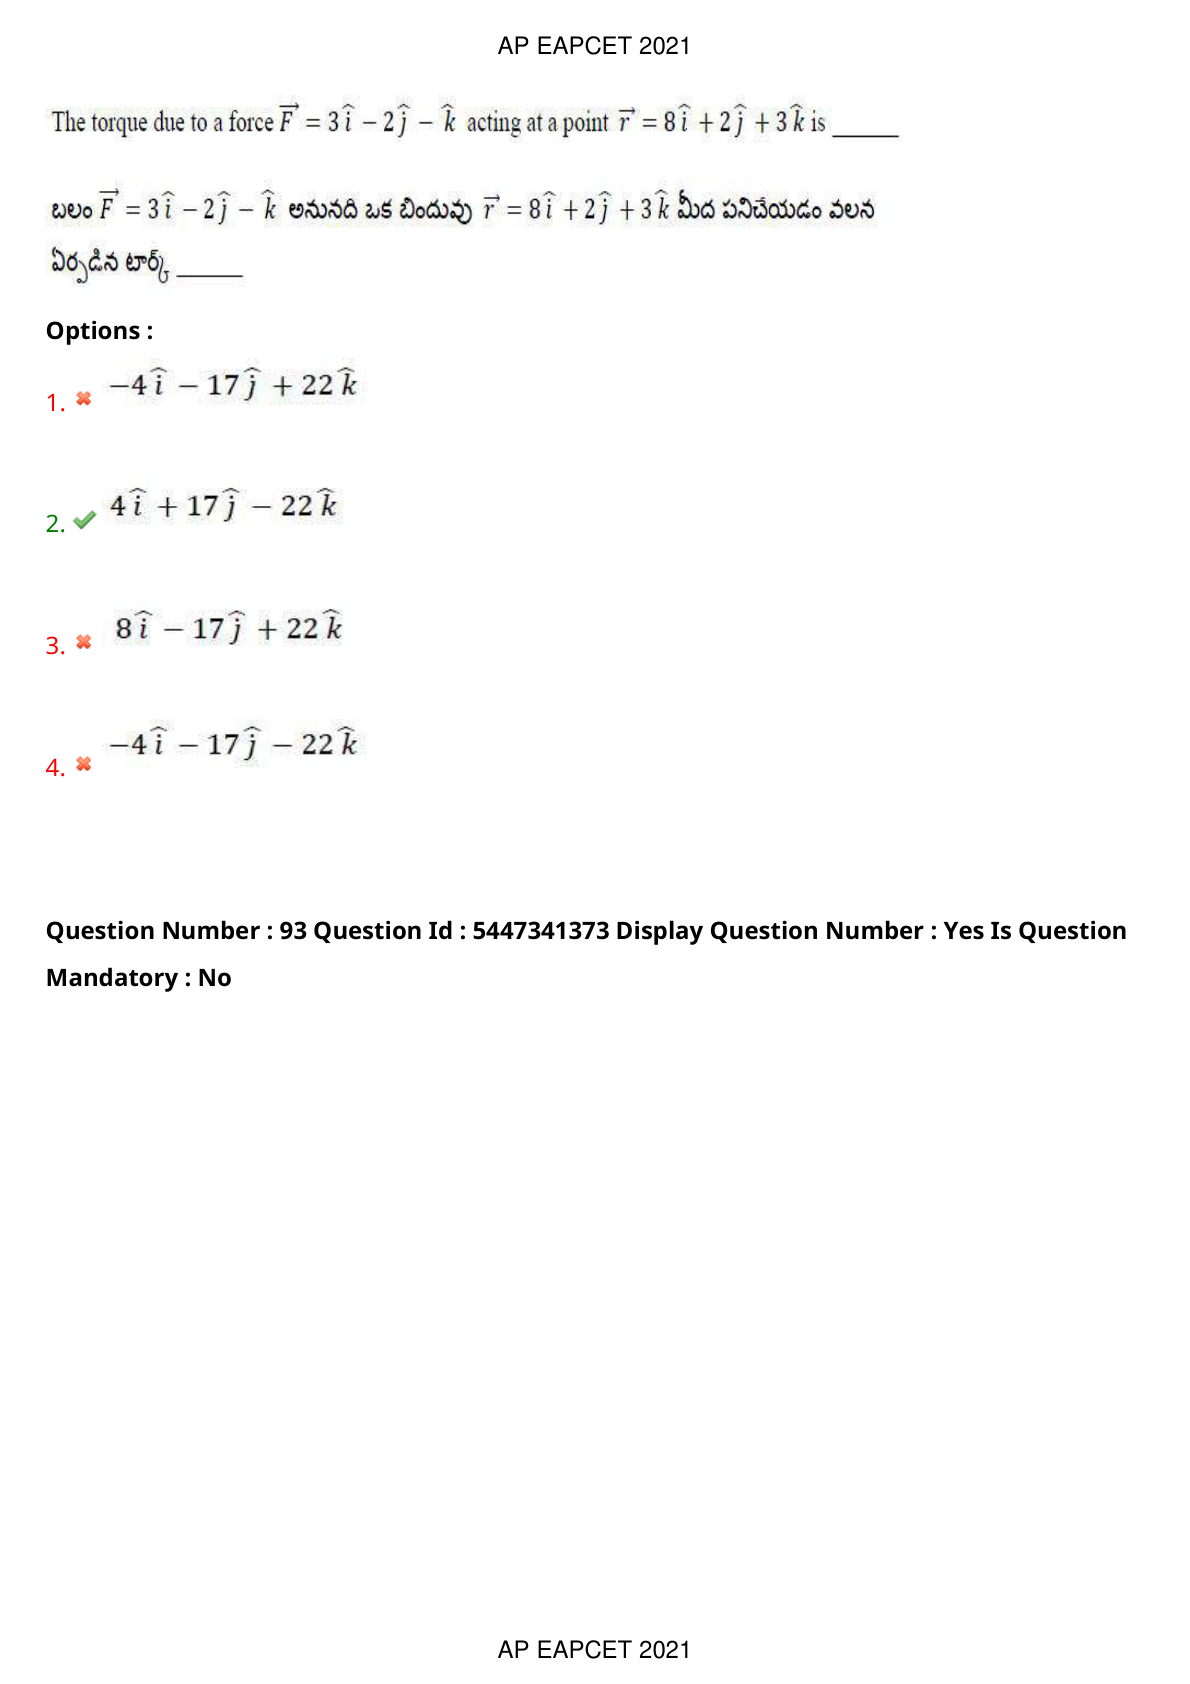 AP EAPCET 2021
The torque due to a force $\overrightarrow{F} = 3\hat{i} - 2\hat{j} - \hat{k}$ acting at a point $\vec{r} = 8\hat{i} + 2\hat{j} + 3\hat{k}$ is _____
బలం $\overrightarrow{F} = 3\hat{i} - 2\hat{j} - \hat{k}$ అనునది ఒక బిందువు $\vec{r} = 8\hat{i} + 2\hat{j} + 3\hat{k}$ మీద పనిచేయడం వలన
ఏర్పడిన టార్క్ _____
Options :
1. ✖ $-4\hat{i} - 17\hat{j} + 22\hat{k}$
2. ✔ $4\hat{i} + 17\hat{j} - 22\hat{k}$
3. ✖ $8\hat{i} - 17\hat{j} + 22\hat{k}$
4. ✖ $-4\hat{i} - 17\hat{j} - 22\hat{k}$
Question Number : 93 Question Id : 5447341373 Display Question Number : Yes Is Question
Mandatory : No
AP EAPCET 2021